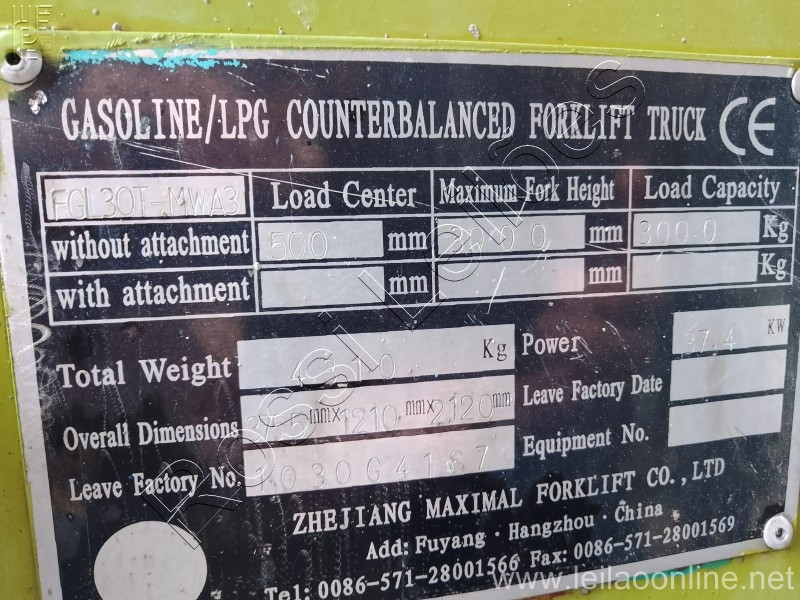 GASOLINE/LPG COUNTERBALANCED FORKLIFT TRUCK CE
FGL30T-MWA3 Load Center Maximum Fork Height Load Capacity
without attachment 500 mm mm 3000 Kg
with attachment mm mm Kg
Total Weight Kg Power 37.4 KW
Overall Dimensions mm× 1210 mm× 2120 mm Leave Factory Date
Leave Factory No. Equipment No.
ZHEJIANG MAXIMAL FORKLIFT CO.,LTD
Add: Fuyang · Hangzhou · China
Tel: 0086-571-28001566 Fax: 0086-571-28001569
Rossi Leilões
www.leilaoonline.net